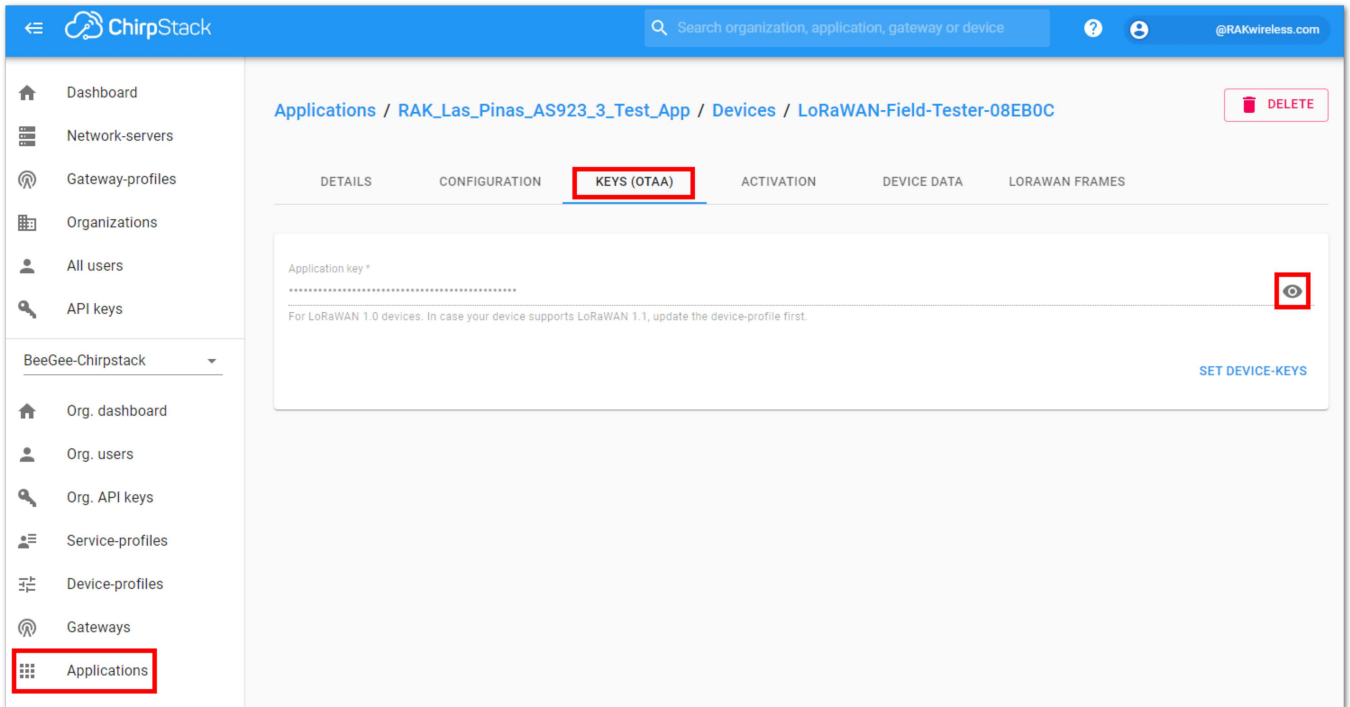 ChirpStack
Search organization, application, gateway or device
?
@RAKwireless.com
Dashboard
Network-servers
Gateway-profiles
Organizations
All users
API keys
BeeGee-Chirpstack
Org. dashboard
Org. users
Org. API keys
Service-profiles
Device-profiles
Gateways
Applications
Applications / RAK_Las_Pinas_AS923_3_Test_App / Devices / LoRaWAN-Field-Tester-08EB0C
DELETE
DETAILS CONFIGURATION KEYS (OTAA) ACTIVATION DEVICE DATA LORAWAN FRAMES
Application key *
••••••••••••••••••••••••••••••••••••••••••••••••
For LoRaWAN 1.0 devices. In case your device supports LoRaWAN 1.1, update the device-profile first.
SET DEVICE-KEYS